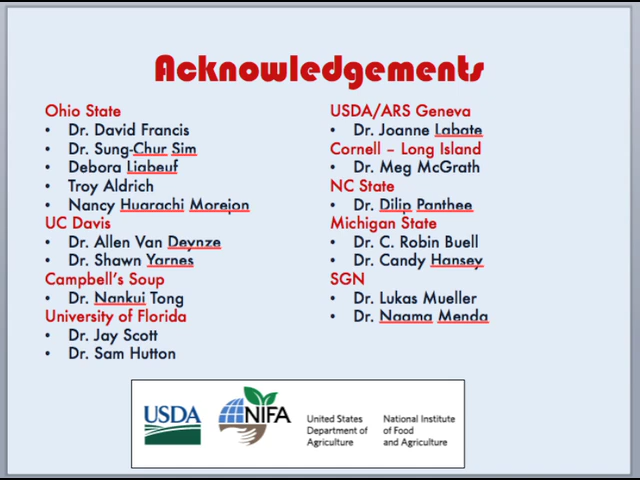 Acknowledgements
Ohio State
• Dr. David Francis
• Dr. Sung-Chur Sim
• Debora Liabeuf
• Troy Aldrich
• Nancy Huarachi Morejon
UC Davis
• Dr. Allen Van Deynze
• Dr. Shawn Yarnes
Campbell's Soup
• Dr. Nankui Tong
University of Florida
• Dr. Jay Scott
• Dr. Sam Hutton
USDA/ARS Geneva
• Dr. Joanne Labate
Cornell – Long Island
• Dr. Meg McGrath
NC State
• Dr. Dilip Panthee
Michigan State
• Dr. C. Robin Buell
• Dr. Candy Hansey
SGN
• Dr. Lukas Mueller
• Dr. Naama Menda
USDA
NIFA
United States
Department of
Agriculture
National Institute
of Food
and Agriculture